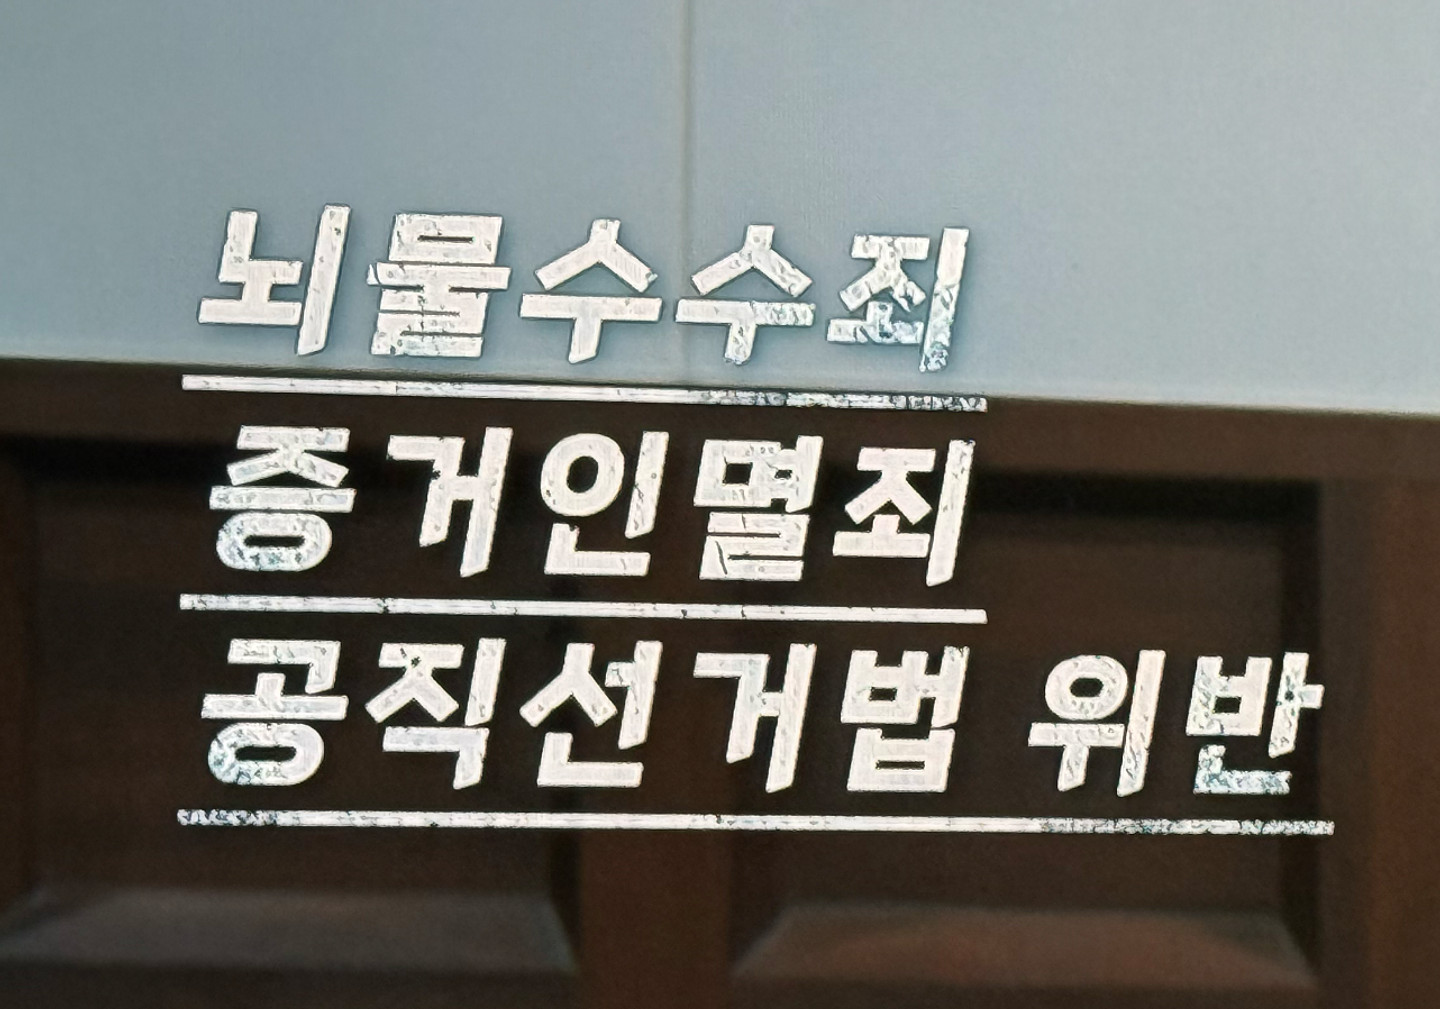 뇌물수수죄
증거인멸죄
공직선거법 위반